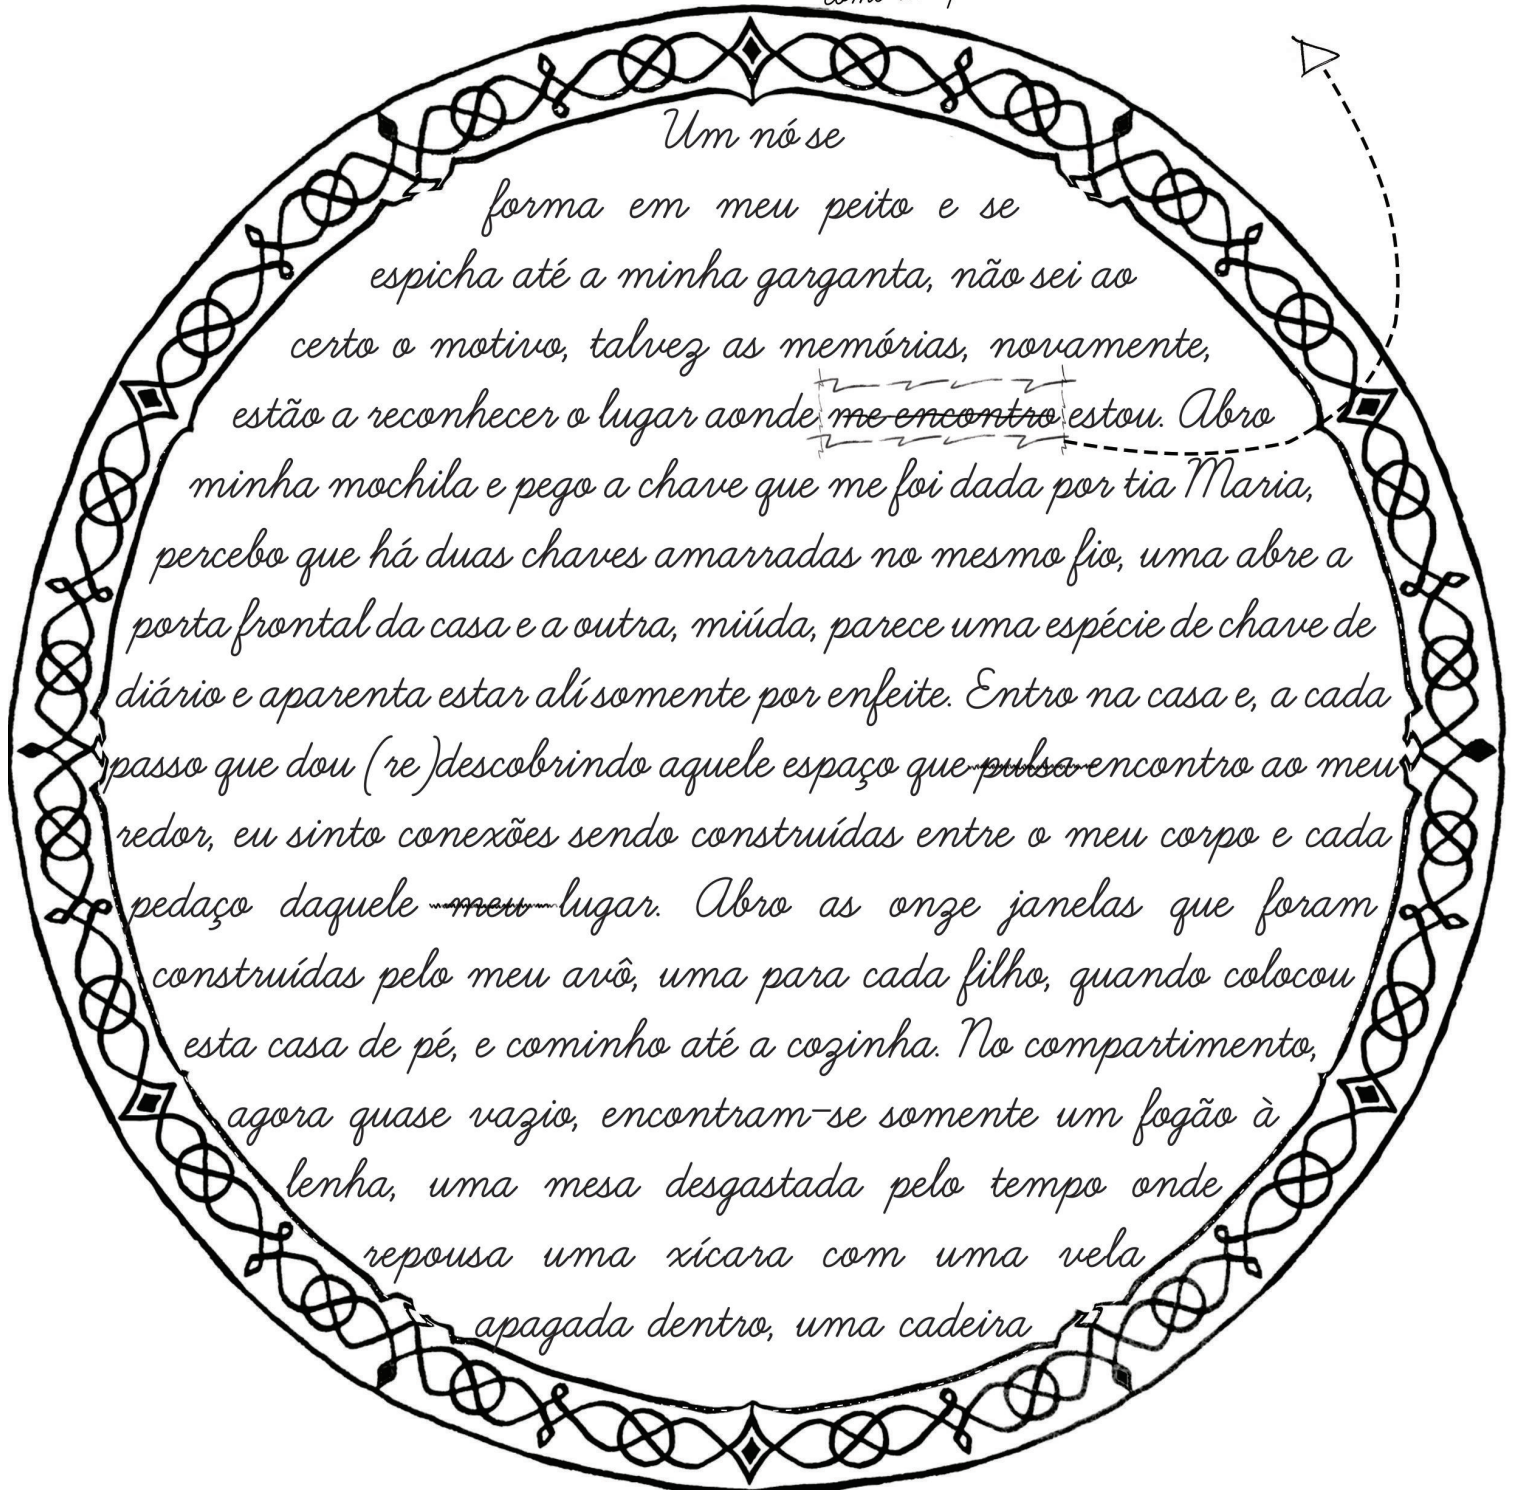 Um nó se
forma em meu peito e se
espicha até a minha garganta, não sei ao
certo o motivo, talvez as memórias, novamente,
estão a reconhecer o lugar aonde me encontro estou. Abro
minha mochila e pego a chave que me foi dada por tia Maria,
percebo que há duas chaves amarradas no mesmo fio, uma abre a
porta frontal da casa e a outra, miúda, parece uma espécie de chave de
diário e aparenta estar alí somente por enfeite. Entro na casa e, a cada
passo que dou (re)descobrindo aquele espaço que pulsa encontro ao meu
redor, eu sinto conexões sendo construídas entre o meu corpo e cada
pedaço daquele meu lugar. Abro as onze janelas que foram
construídas pelo meu avô, uma para cada filho, quando colocou
esta casa de pé, e cominho até a cozinha. No compartimento,
agora quase vazio, encontram-se somente um fogão à
lenha, uma mesa desgastada pelo tempo onde
repousa uma xícara com uma vela
apagada dentro, uma cadeira